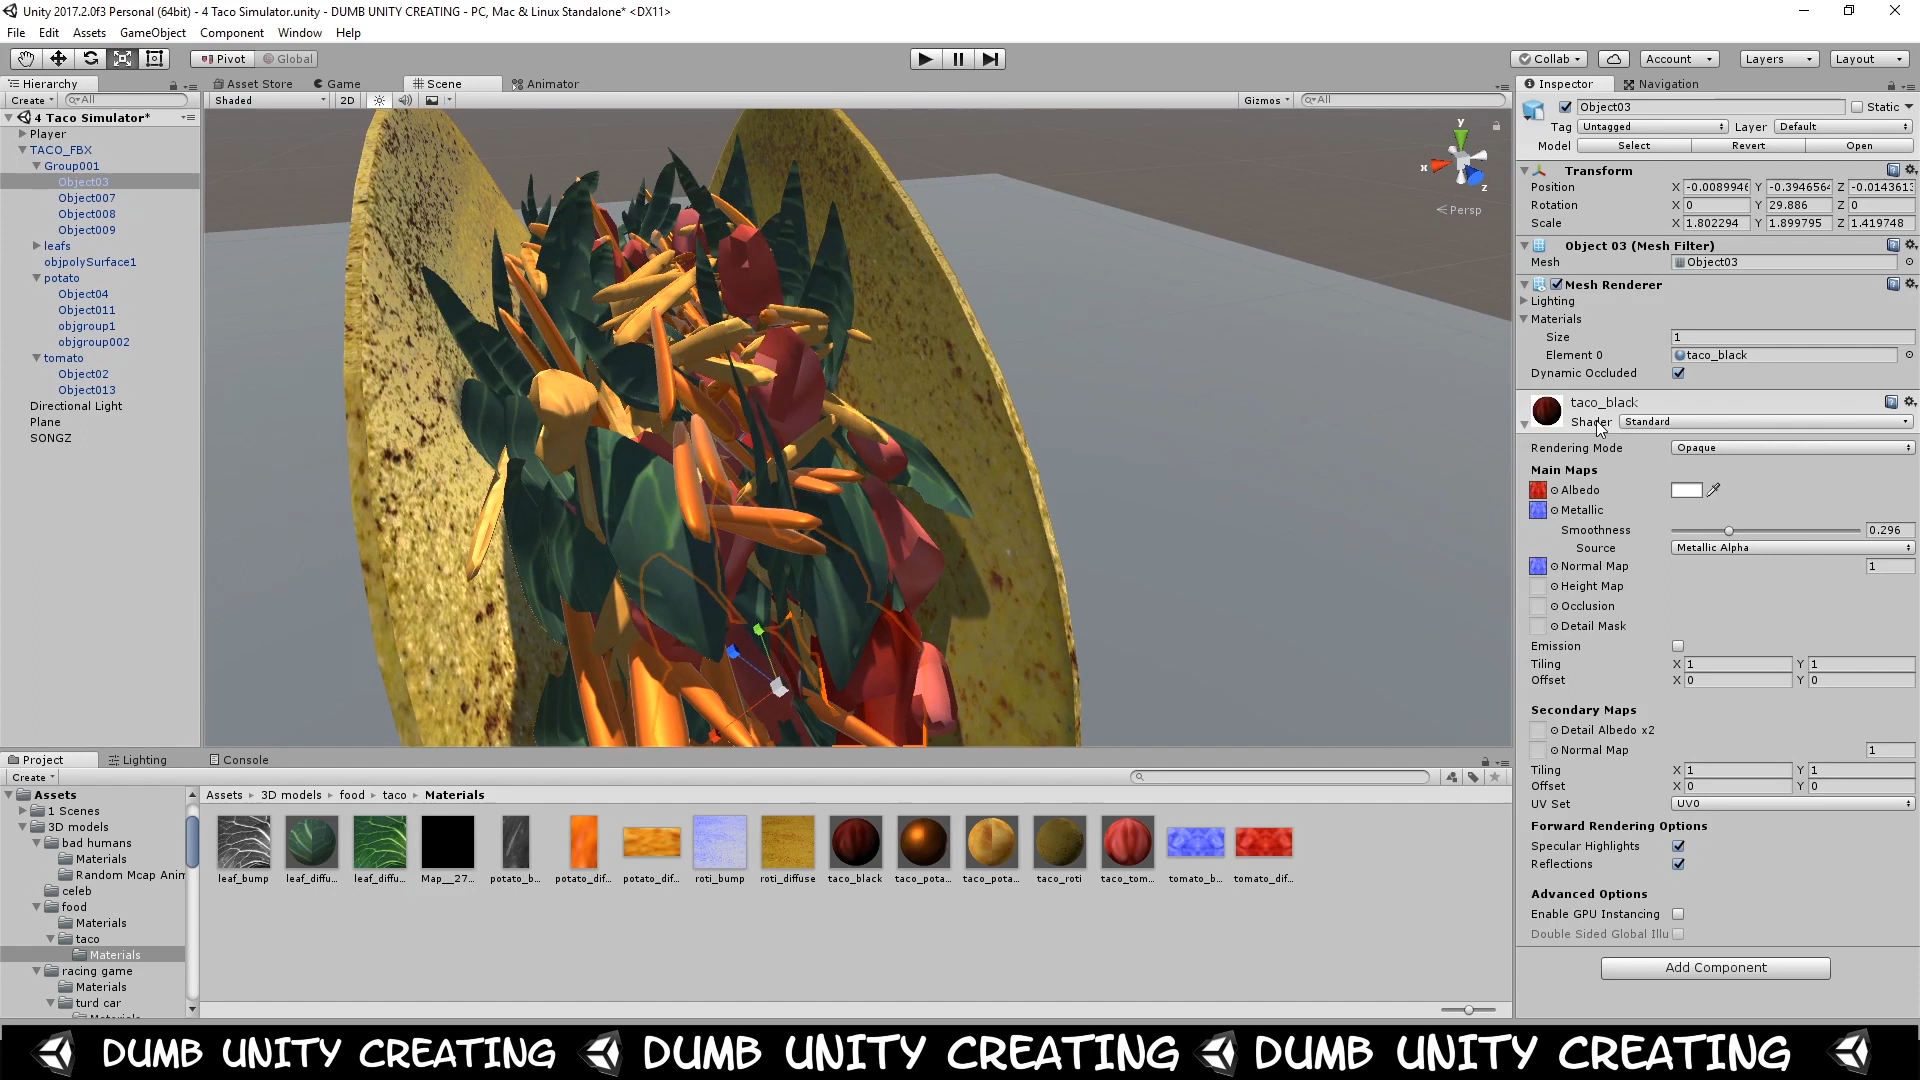 Unity 2017.2.0f3 Personal (64bit) - 4 Taco Simulator.unity - DUMB UNITY CREATING - PC, Mac & Linux Standalone* <DX11>
File Edit Assets GameObject Component Window Help
Pivot Global Collab Account Layers Layout
Hierarchy Asset Store Game Scene Animator Inspector Navigation
Create All Shaded 2D Gizmos All
4 Taco Simulator*
Player
TACO_FBX
Group001
Object03
Object007
Object008
Object009
leafs
objpolySurface1
potato
Object04
Object011
objgroup1
objgroup002
tomato
Object02
Object013
Directional Light
Plane
SONGZ
y
x
z
Persp
Object03 Static
Tag Untagged Layer Default
Model Select Revert Open
Transform
Position X -0.0089946 Y -0.3946564 Z -0.0143613
Rotation X 0 Y 29.886 Z 0
Scale X 1.802294 Y 1.899795 Z 1.419748
Object 03 (Mesh Filter)
Mesh Object03
Mesh Renderer
Lighting
Materials
Size 1
Element 0 taco_black
Dynamic Occluded
taco_black
Shader Standard
Rendering Mode Opaque
Main Maps
Albedo
Metallic
Smoothness 0.296
Source Metallic Alpha
Normal Map 1
Height Map
Occlusion
Detail Mask
Emission
Tiling X 1 Y 1
Offset X 0 Y 0
Secondary Maps
Detail Albedo x2
Normal Map 1
Tiling X 1 Y 1
Offset X 0 Y 0
UV Set UV0
Forward Rendering Options
Specular Highlights
Reflections
Advanced Options
Enable GPU Instancing
Double Sided Global Illu
Add Component
Project Lighting Console
Create
Assets
1 Scenes
3D models
bad humans
Materials
Random Mcap Anim
celeb
food
Materials
taco
Materials
racing game
Materials
turd car
Materials
Assets 3D models food taco Materials
leaf_bump leaf_diffu... leaf_diffu... Map__27... potato_b... potato_dif... potato_dif... roti_bump roti_diffuse taco_black taco_pota... taco_pota... taco_roti taco_tom... tomato_b... tomato_dif...
DUMB UNITY CREATING DUMB UNITY CREATING DUMB UNITY CREATING